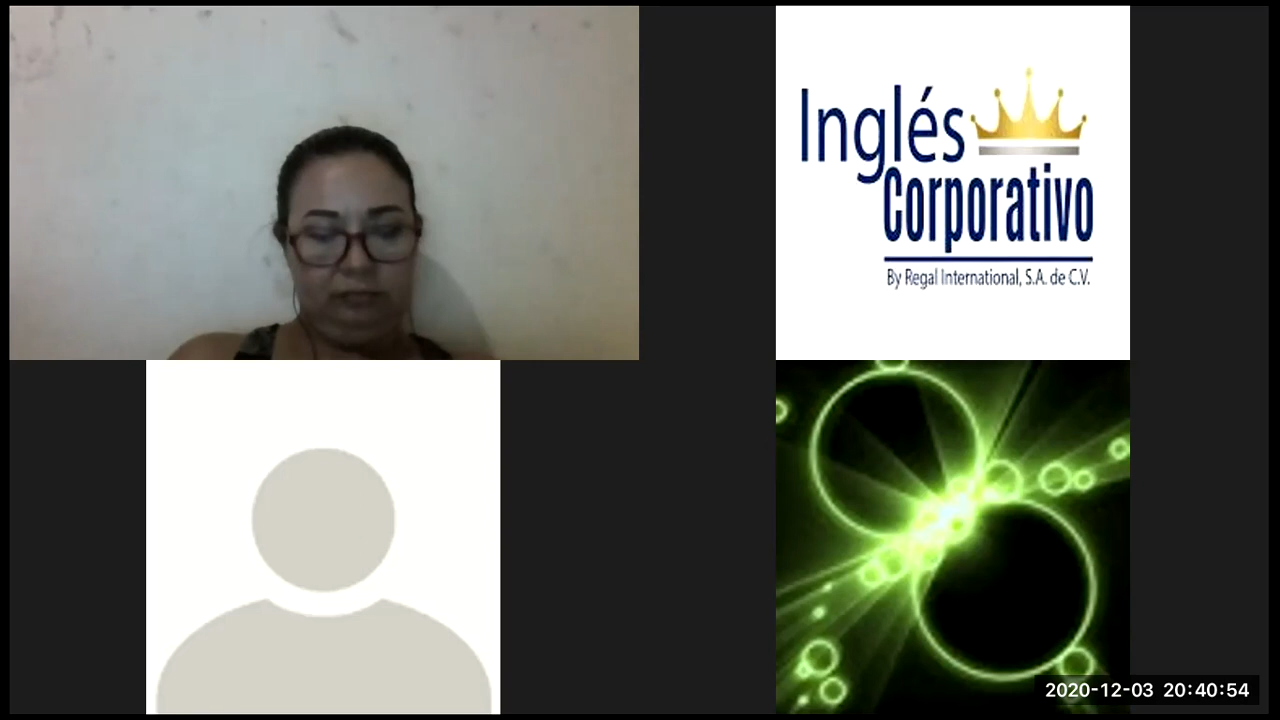 Inglés
Corporativo
By Regal International, S.A. de C.V.
2020-12-03 20:40:54